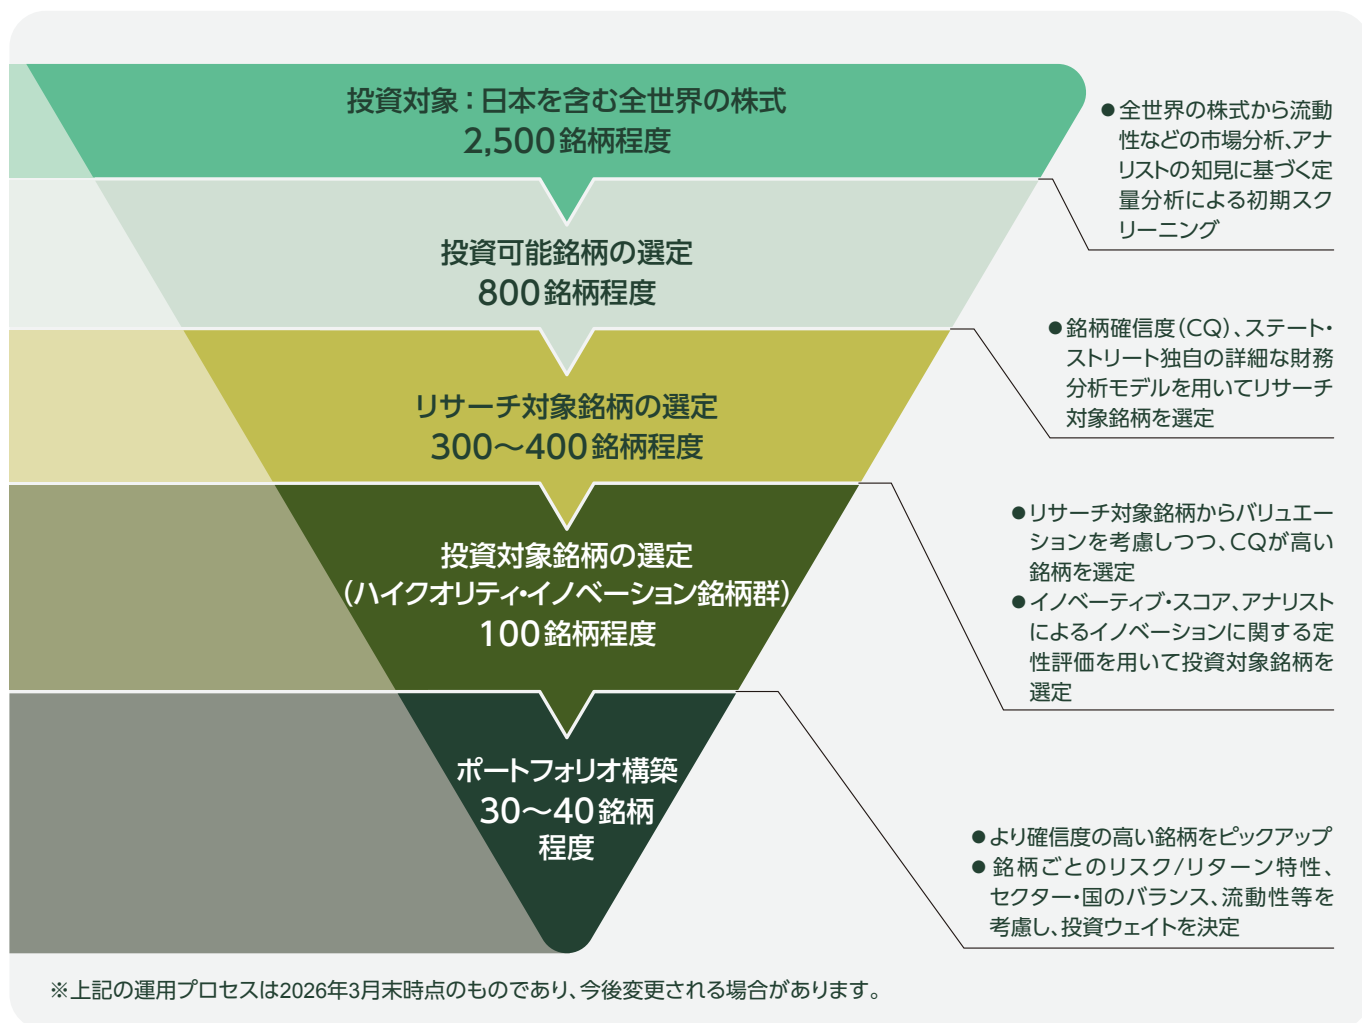 投資対象：日本を含む全世界の株式
2,500銘柄程度
●全世界の株式から流動
性などの市場分析、アナ
リストの知見に基づく定
量分析による初期スク
リーニング
投資可能銘柄の選定
800銘柄程度
●銘柄確信度（CQ）、ステート・
ストリート独自の詳細な財務
分析モデルを用いてリサーチ
対象銘柄を選定
リサーチ対象銘柄の選定
300〜400銘柄程度
●リサーチ対象銘柄からバリュエー
ションを考慮しつつ、CQが高い
銘柄を選定
●イノベーティブ・スコア、アナリスト
によるイノベーションに関する定
性評価を用いて投資対象銘柄を
選定
投資対象銘柄の選定
（ハイクオリティ・イノベーション銘柄群）
100銘柄程度
ポートフォリオ構築
30〜40銘柄
程度
●より確信度の高い銘柄をピックアップ
●銘柄ごとのリスク/リターン特性、
セクター・国のバランス、流動性等を
考慮し、投資ウェイトを決定
※上記の運用プロセスは2026年3月末時点のものであり、今後変更される場合があります。